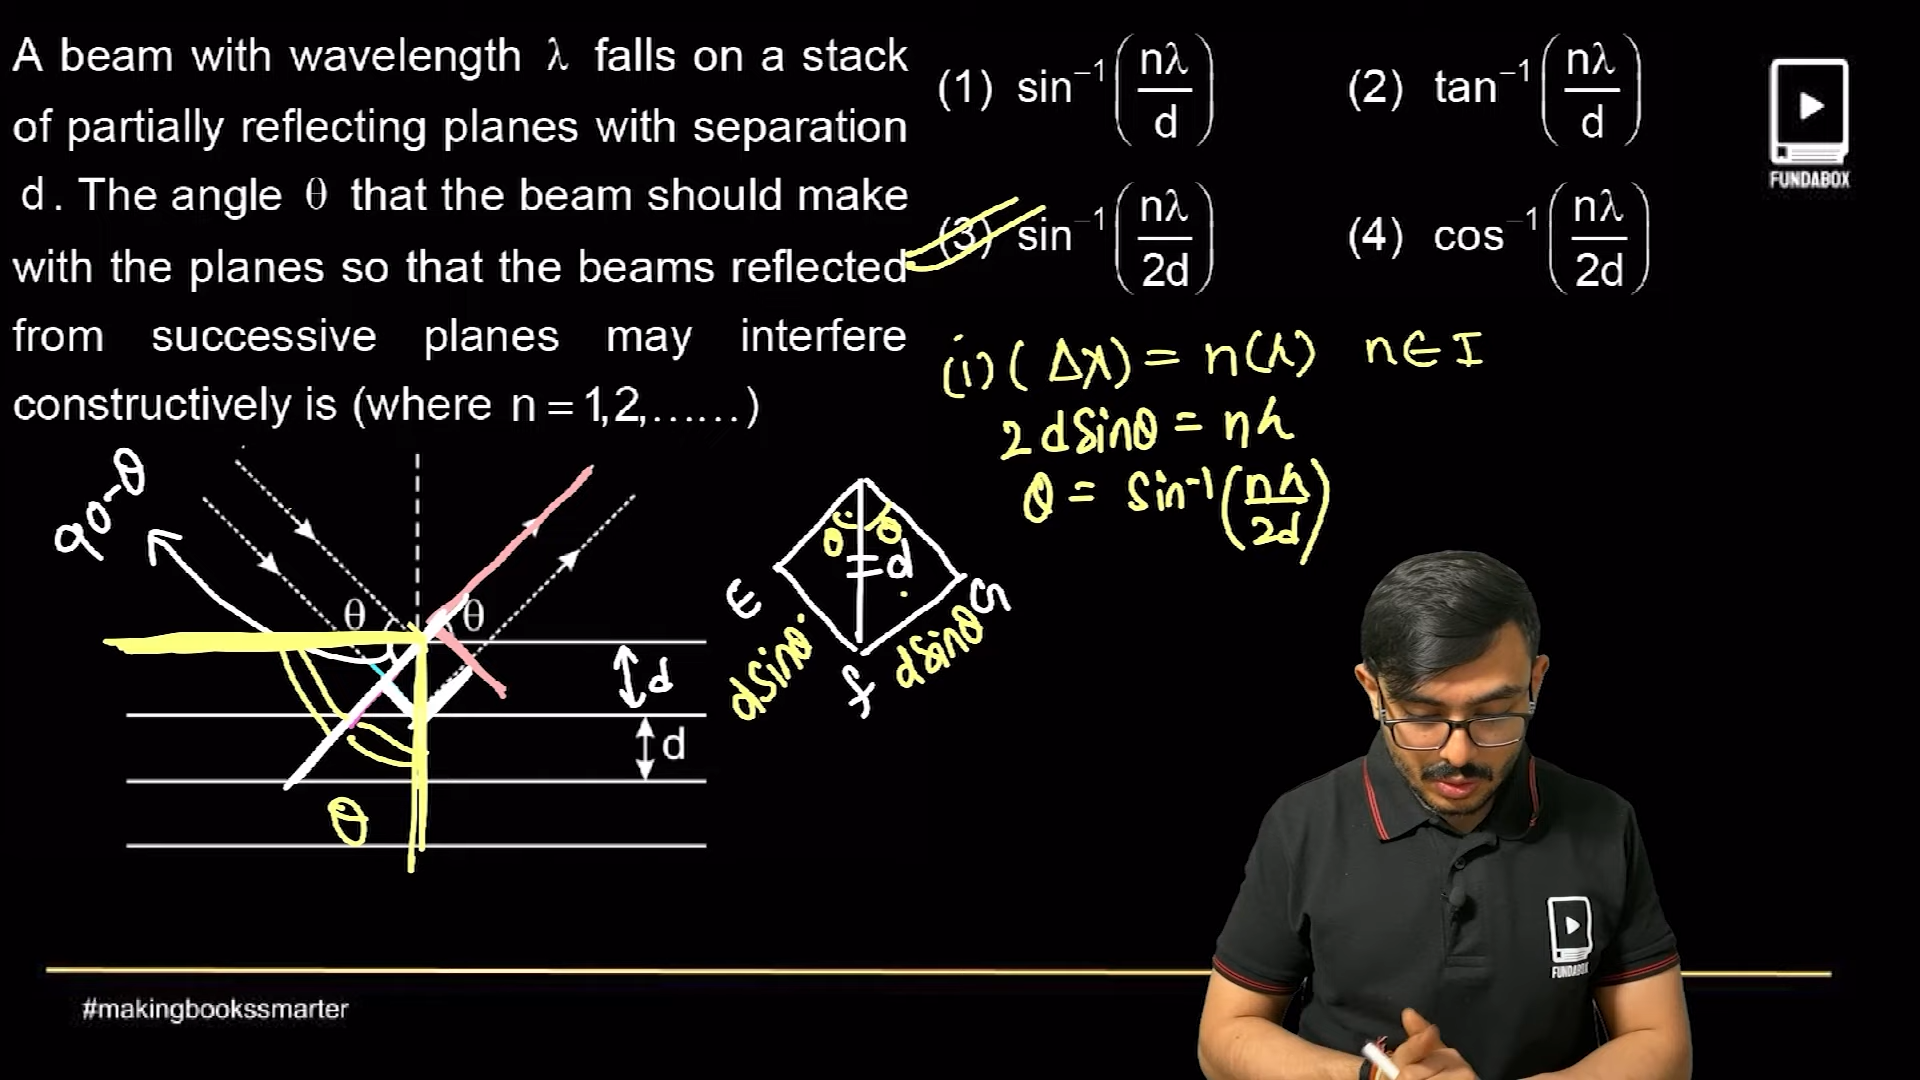 A beam with wavelength λ falls on a stack
of partially reflecting planes with separation
d. The angle θ that the beam should make
with the planes so that the beams reflected
from successive planes may interfere
constructively is (where n = 1,2,......)
(1) sin⁻¹(nλ/d)
(2) tan⁻¹(nλ/d)
(3) sin⁻¹(nλ/2d)
(4) cos⁻¹(nλ/2d)
FUNDABOX
(i) (Δx) = n(λ) n∈I
2dsinθ = nλ
θ = sin⁻¹(nλ/2d)
90-θ
θ
θ
d
d
θ
θ
θ
d
E
G
f
dsinθ
dsinθ
FUNDABOX
#makingbookssmarter